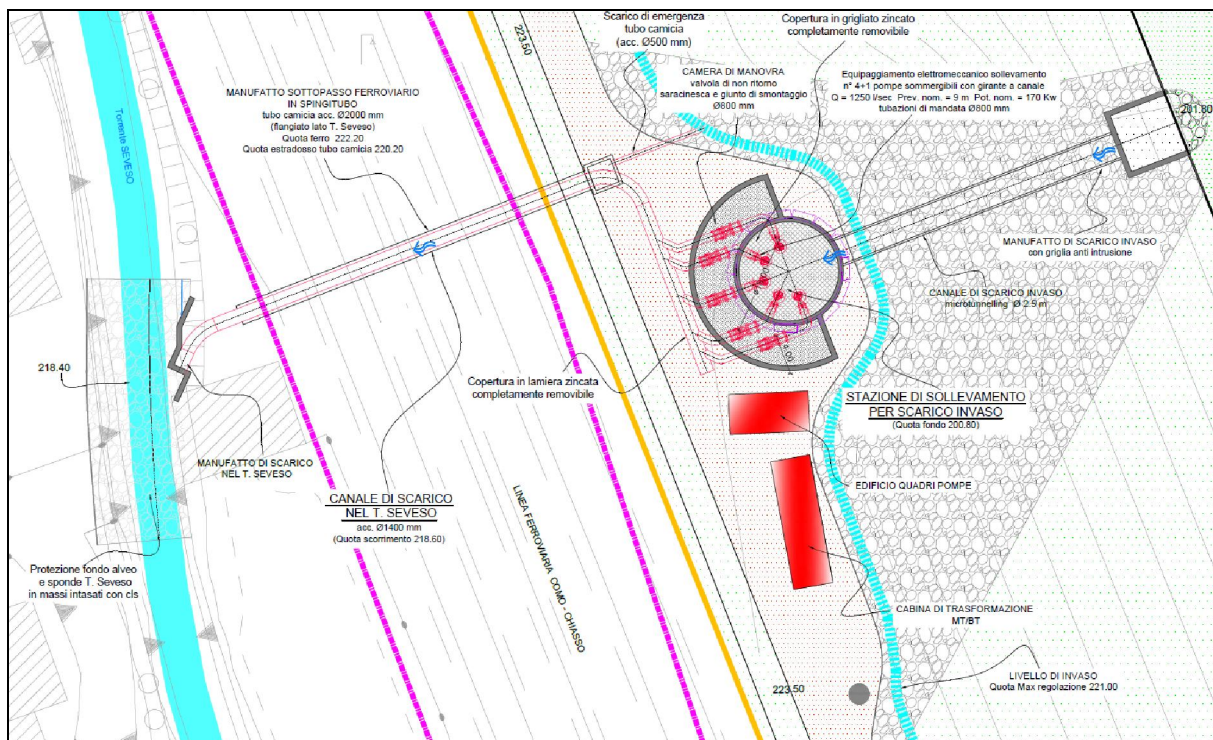 Scarico di emergenza
tubo camicia
(acc. Ø500 mm)
Copertura in grigliato zincato
completamente removibile
223.50
CAMERA DI MANOVRA
valvola di non ritorno
saracinesca e giunto di smontaggio
Ø800 mm
Equipaggiamento elettromeccanico sollevamento
n° 4+1 pompe sommergibili con girante a canale
Q = 1250 l/sec Prev. nom. = 9 m Pot. nom. = 170 Kw
tubazioni di mandata Ø800 mm
MANUFATTO SOTTOPASSO FERROVIARIO
IN SPINGITUBO
tubo camicia acc. Ø2000 mm
(flangiato lato T. Seveso)
Quota ferro 222.20
Quota estradosso tubo camicia 220.20
201.80
Torrente SEVESO
MANUFATTO DI SCARICO INVASO
con griglia anti intrusione
CANALE DI SCARICO INVASO
microtunnelling Ø 2.5 m
218.40
Copertura in lamiera zincata
completamente removibile
STAZIONE DI SOLLEVAMENTO
PER SCARICO INVASO
(Quota fondo 200.80)
MANUFATTO DI SCARICO
NEL T. SEVESO
CANALE DI SCARICO
NEL T. SEVESO
acc. Ø1400 mm
(Quota scorrimento 218.60)
EDIFICIO QUADRI POMPE
LINEA FERROVIARIA COMO - CHIASSO
Protezione fondo alveo
e sponde T. Seveso
in massi intasati con cls
CABINA DI TRASFORMAZIONE
MT/BT
223.50
LIVELLO DI INVASO
Quota Max regolazione 221.00